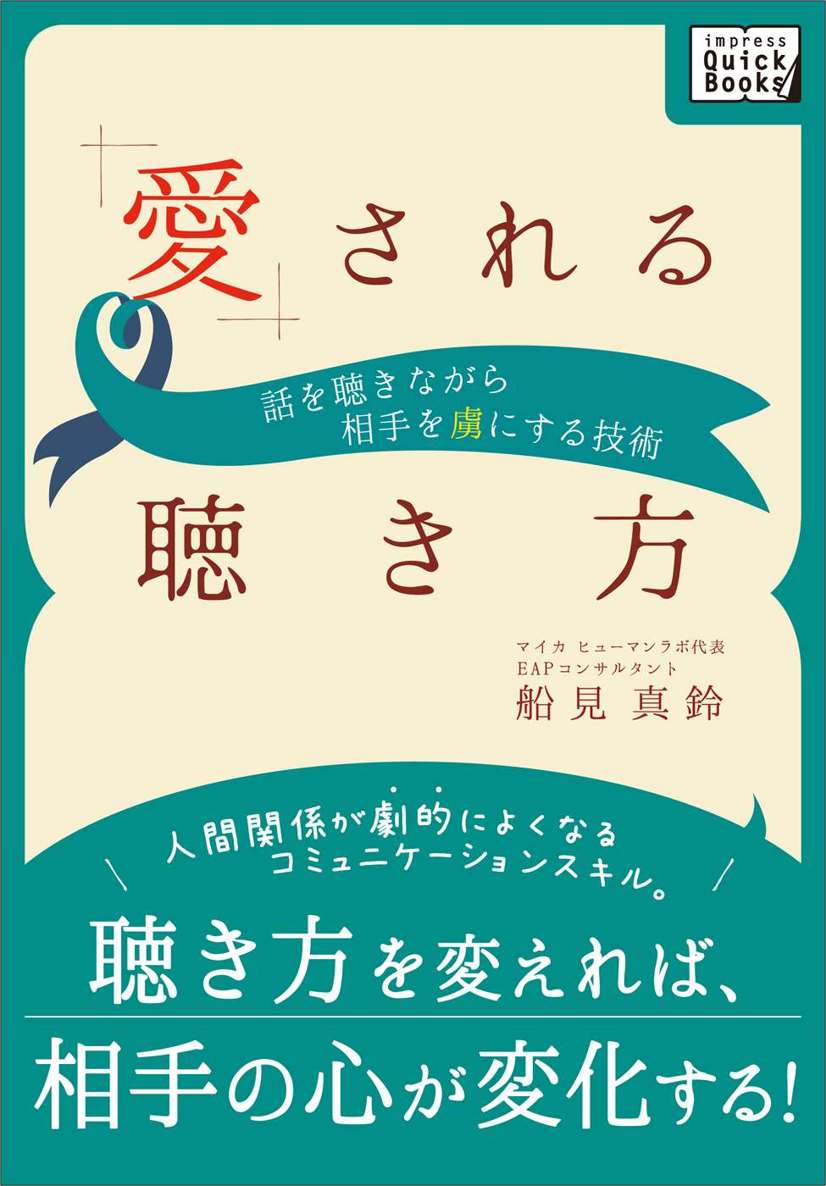 impress
Quick
Books
「愛」される
話を聴きながら
相手を虜にする技術
聴き方
マイカ ヒューマンラボ代表
EAPコンサルタント
船見 真鈴
人間関係が劇的によくなる
コミュニケーションスキル。
聴き方を変えれば、
相手の心が変化する!